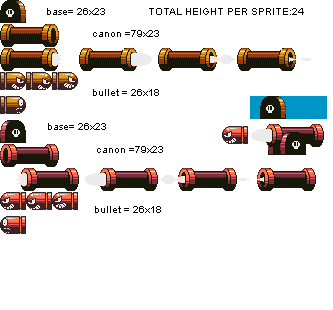 base= 26x23
TOTAL HEIGHT PER SPRITE:24
canon =79x23
bullet = 26x18
base= 26x23
canon =79x23
bullet = 26x18